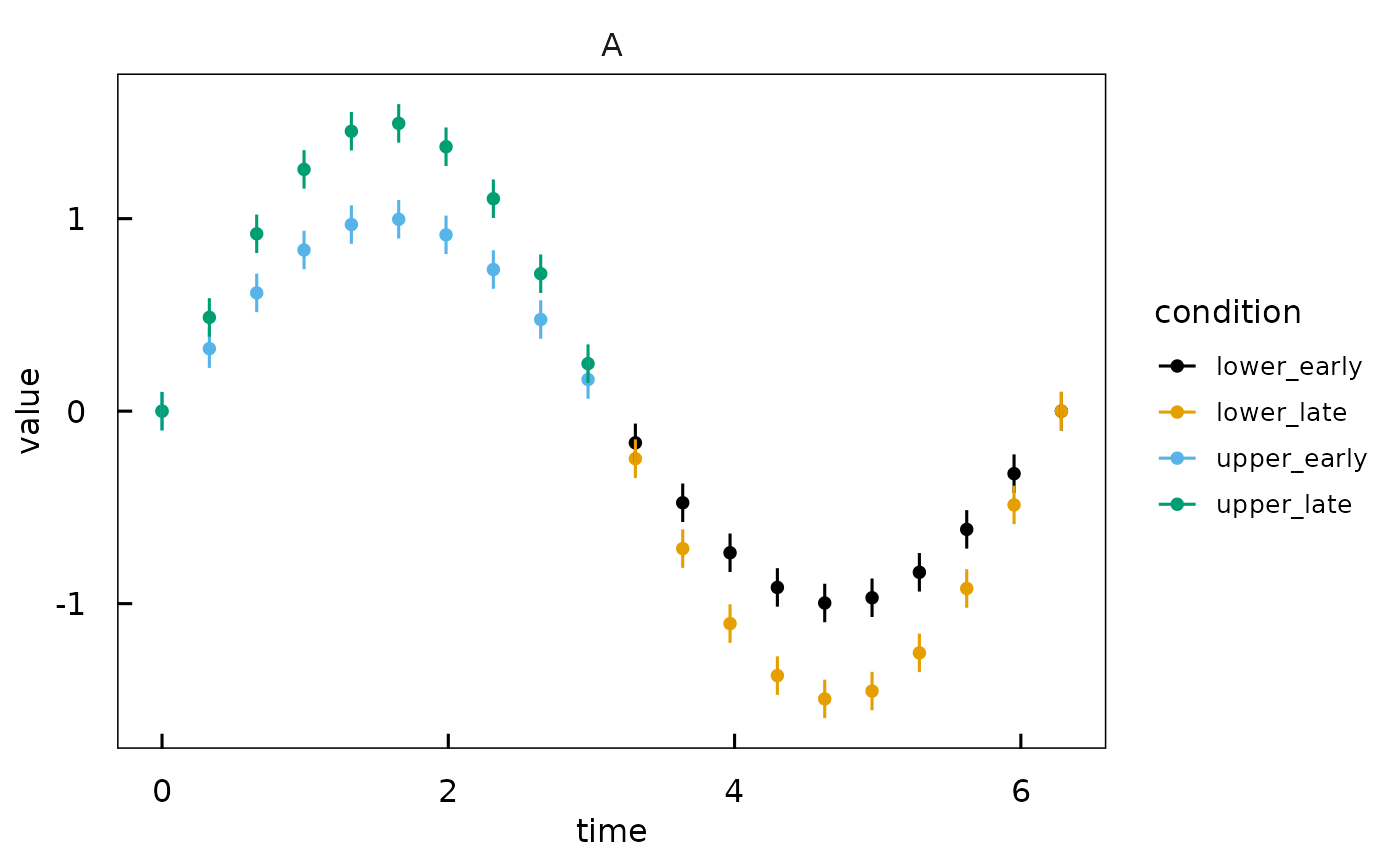 A
value
1
0
-1
0 2 4 6
time
condition
lower_early
lower_late
upper_early
upper_late